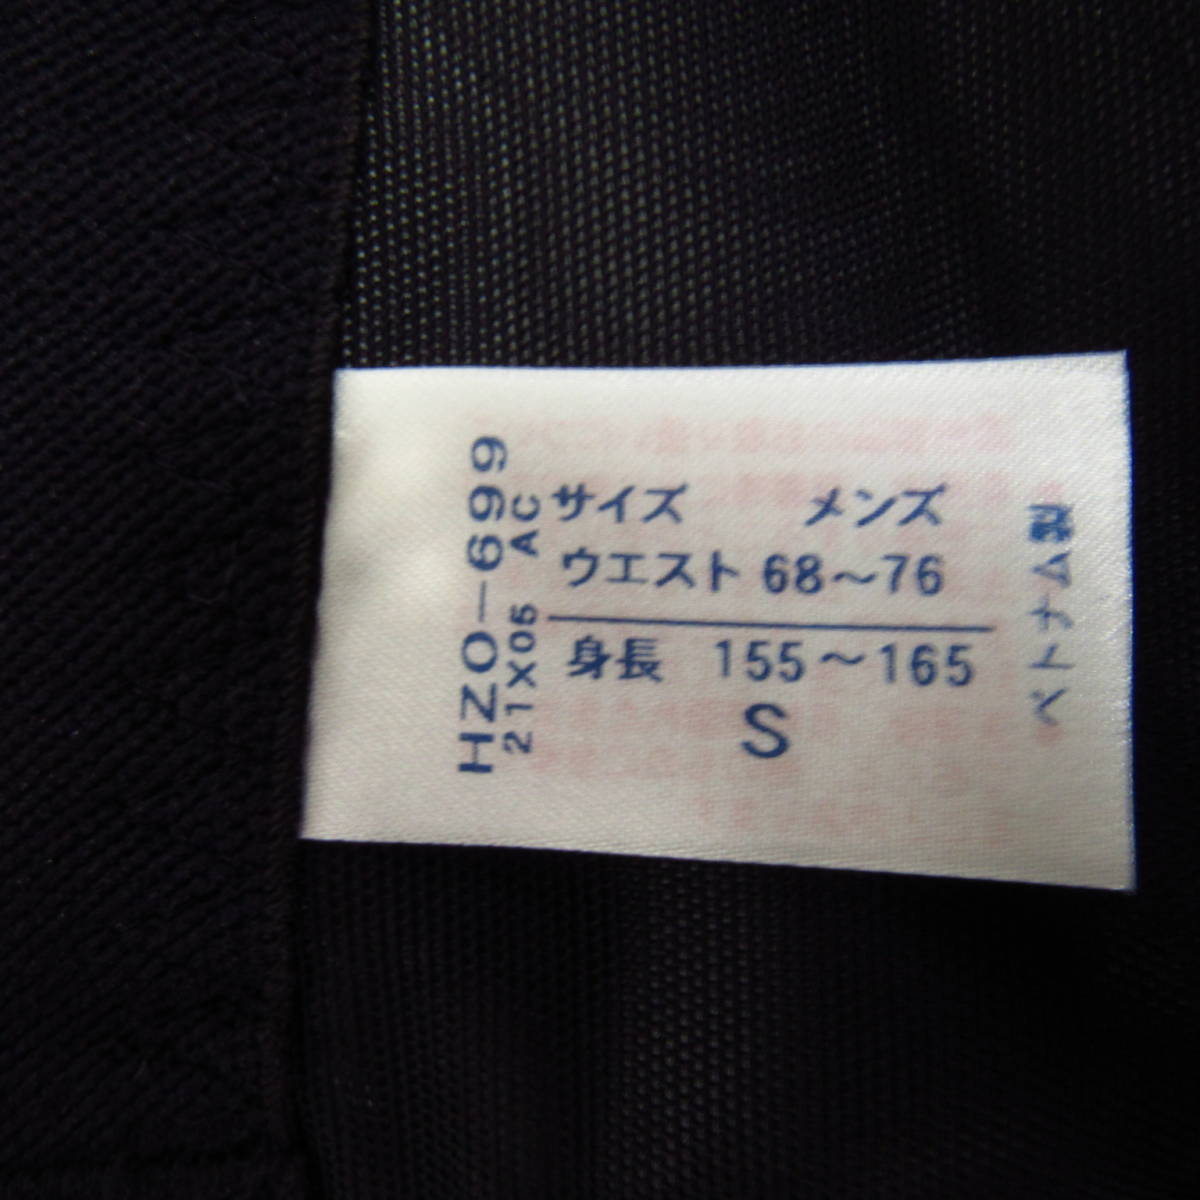 HZO-699
21X05 AC
サイズ メンズ
ウエスト 68～76
身長 155～165
S
ベトナム製